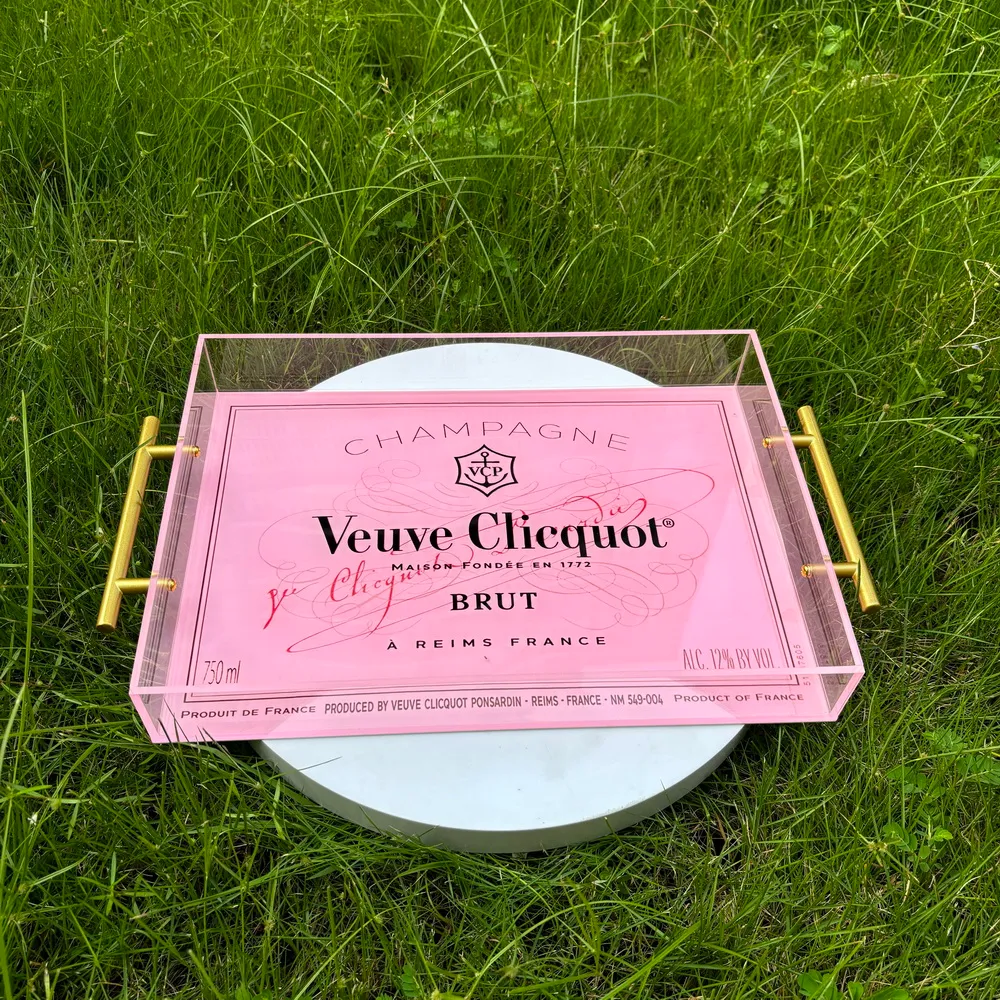 CHAMPAGNE
VCP
Veuve Clicquot®
MAISON FONDÉE EN 1772
BRUT
À REIMS FRANCE
750 ml
ALC. 12% BY VOL.
PRODUIT DE FRANCE PRODUCED BY VEUVE CLICQUOT PONSARDIN - REIMS - FRANCE - NM 549-004 PRODUCT OF FRANCE